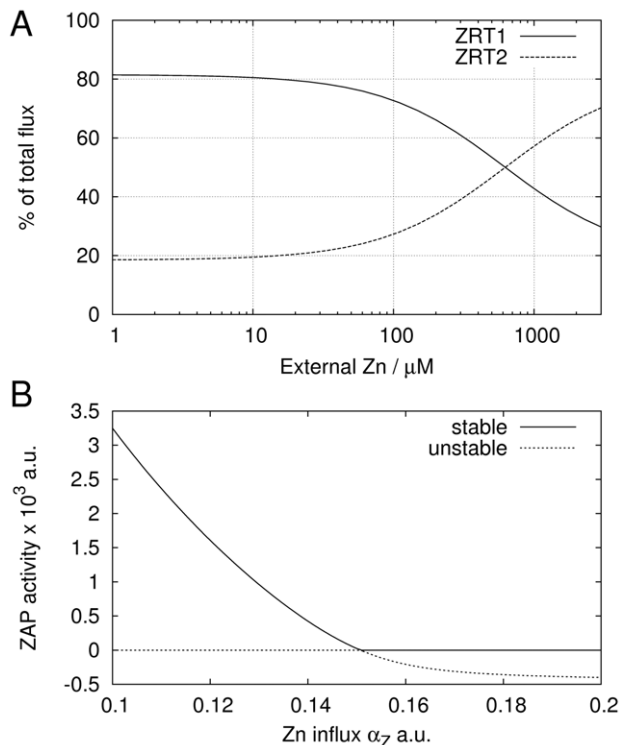 A
100
80
60
40
20
0
% of total flux
ZRT1
ZRT2
1
10
100
1000
External Zn / μM
B
3.5
3
2.5
2
1.5
1
0.5
0
-0.5
ZAP activity x 10³ a.u.
stable
unstable
0.1
0.12
0.14
0.16
0.18
0.2
Zn influx α_Z a.u.